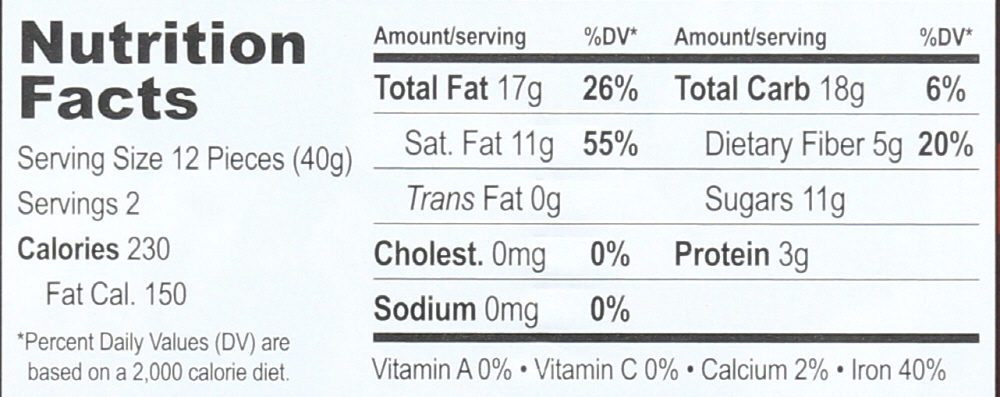 Nutrition
Facts
Serving Size 12 Pieces (40g)
Servings 2
Calories 230
Fat Cal. 150
*Percent Daily Values (DV) are
based on a 2,000 calorie diet.
Amount/serving %DV* Amount/serving %DV*
Total Fat 17g 26% Total Carb 18g 6%
Sat. Fat 11g 55% Dietary Fiber 5g 20%
Trans Fat 0g Sugars 11g
Cholest. 0mg 0% Protein 3g
Sodium 0mg 0%
Vitamin A 0% • Vitamin C 0% • Calcium 2% • Iron 40%